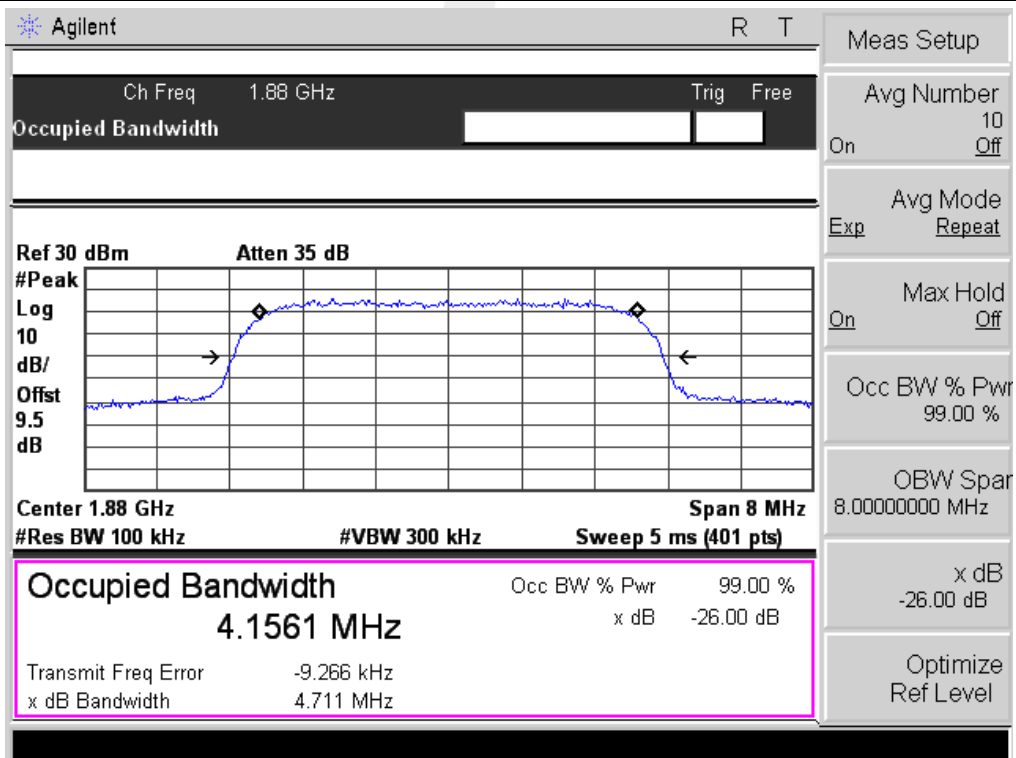 Agilent
R T
Ch Freq 1.88 GHz Trig Free
Occupied Bandwidth
Ref 30 dBm Atten 35 dB
#Peak
Log
10
dB/
Offst
9.5
dB
Center 1.88 GHz Span 8 MHz
#Res BW 100 kHz #VBW 300 kHz Sweep 5 ms (401 pts)
Occupied Bandwidth Occ BW % Pwr 99.00 %
4.1561 MHz x dB -26.00 dB
Transmit Freq Error -9.266 kHz
x dB Bandwidth 4.711 MHz
Meas Setup
Avg Number
10
On Off
Avg Mode
Exp Repeat
Max Hold
On Off
Occ BW % Pwr
99.00 %
OBW Span
8.00000000 MHz
x dB
-26.00 dB
Optimize
Ref Level